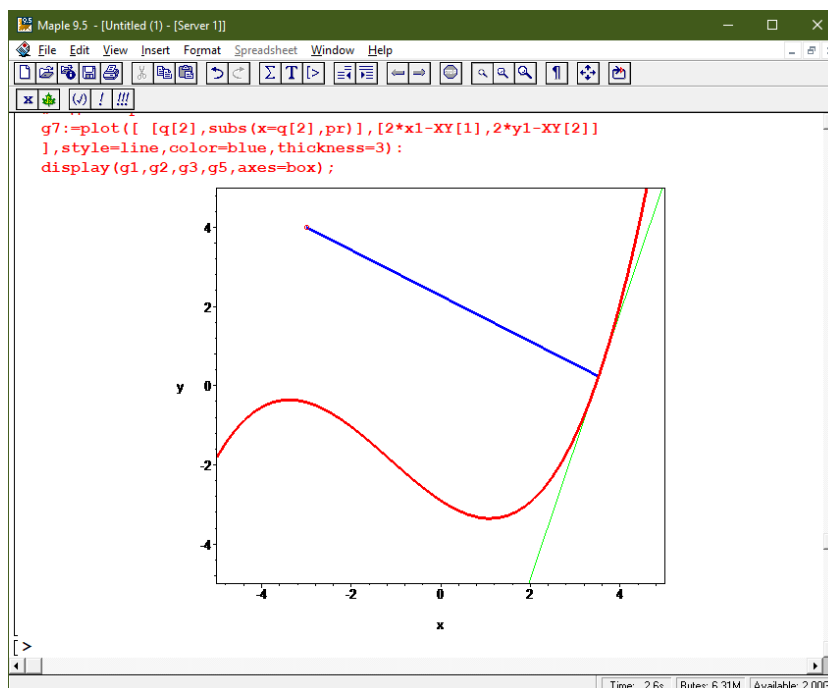 Maple 9.5 - [Untitled (1) - [Server 1]]
File Edit View Insert Format Spreadsheet Window Help
g7:=plot([ [q[2],subs(x=q[2],pr)],[2*x1-XY[1],2*y1-XY[2]]
],style=line,color=blue,thickness=3):
display(g1,g2,g3,g5,axes=box);
4
2
y 0
-2
-4
-4 -2 0 2 4
x
[>
Time: 2.6s Bytes: 6.31M Available: 2.00G